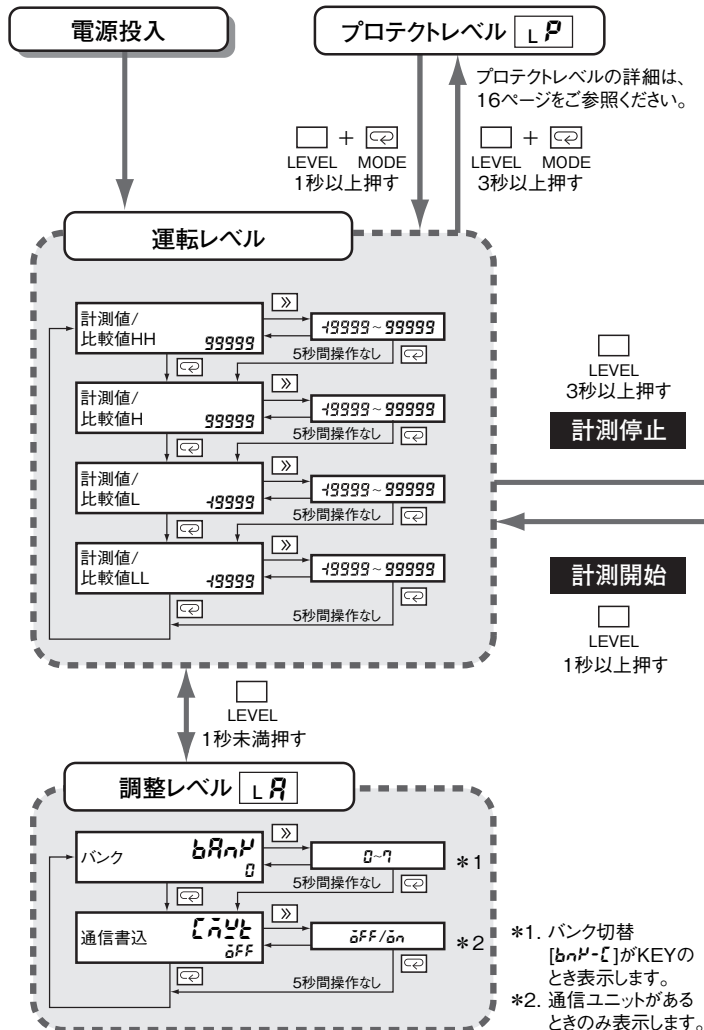 電源投入
プロテクトレベル L P
プロテクトレベルの詳細は、
16ページをご参照ください。
+
LEVEL MODE
1秒以上押す
+
LEVEL MODE
3秒以上押す
運転レベル
計測値/
比較値HH 99999
-19999~99999
5秒間操作なし
計測値/
比較値H 99999
-19999~99999
5秒間操作なし
計測値/
比較値L -19999
-19999~99999
5秒間操作なし
計測値/
比較値LL -19999
-19999~99999
5秒間操作なし
LEVEL
3秒以上押す
計測停止
計測開始
LEVEL
1秒以上押す
LEVEL
1秒未満押す
調整レベル L A
バンク bAnK
0
0~7
*1
5秒間操作なし
通信書込 CMWt
oFF
oFF/on
*2
5秒間操作なし
*1. バンク切替
[bnK-C]がKEYの
とき表示します。
*2. 通信ユニットがある
ときのみ表示します。